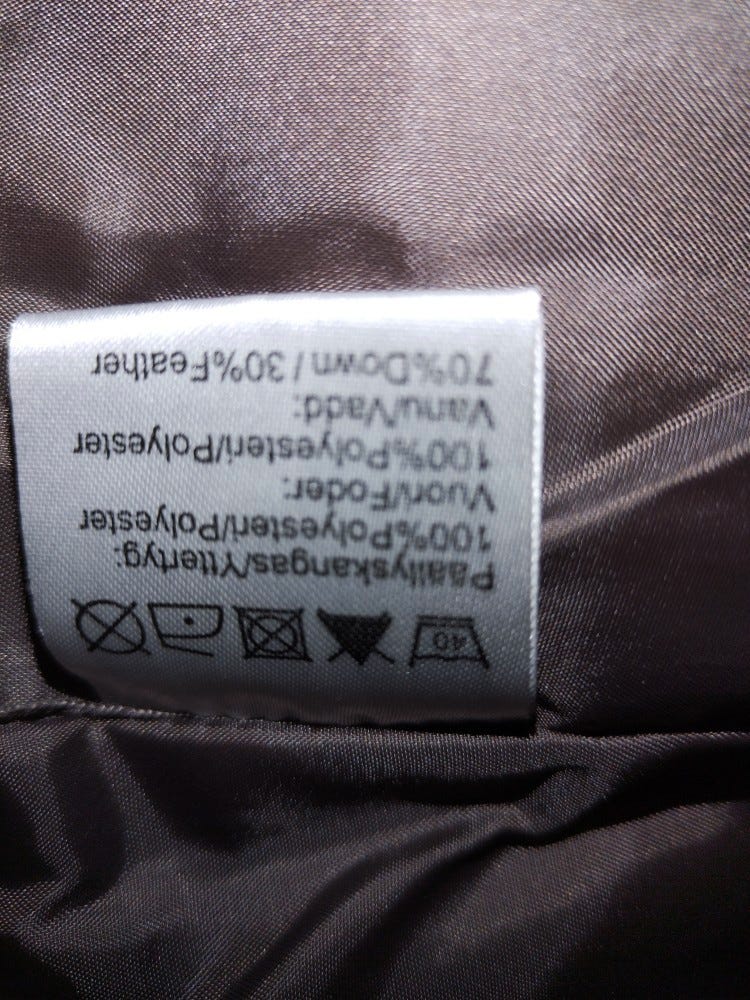 40
Päällyskangas/Yttertyg:
100%Polyesteri/Polyester
Vuori/Foder:
100%Polyesteri/Polyester
Vanu/Vadd:
70%Down / 30%Feather